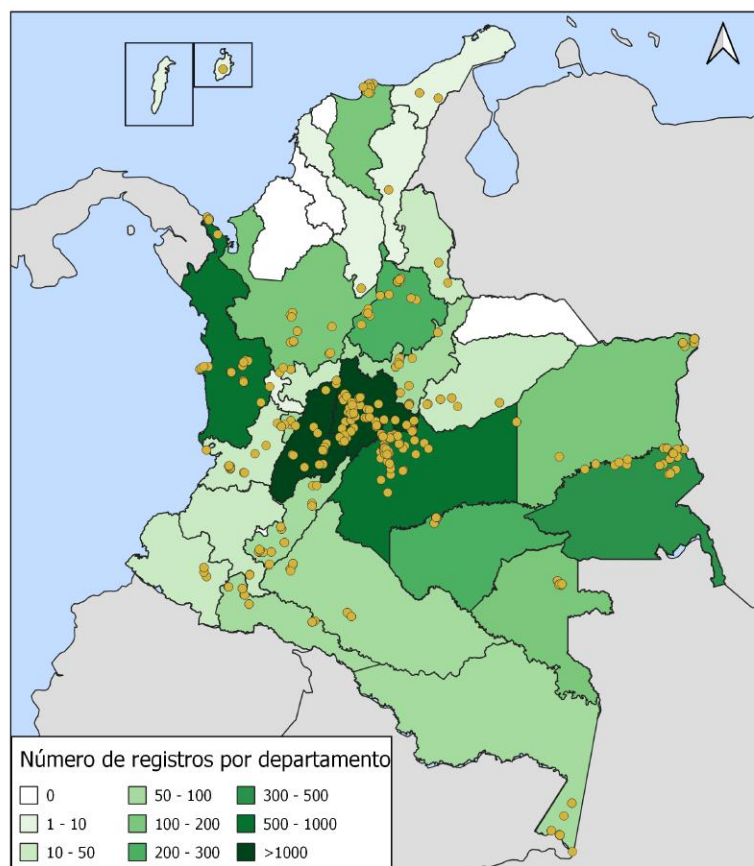 Número de registros por departamento
0 50 - 100 300 - 500
1 - 10 100 - 200 500 - 1000
10 - 50 200 - 300 >1000